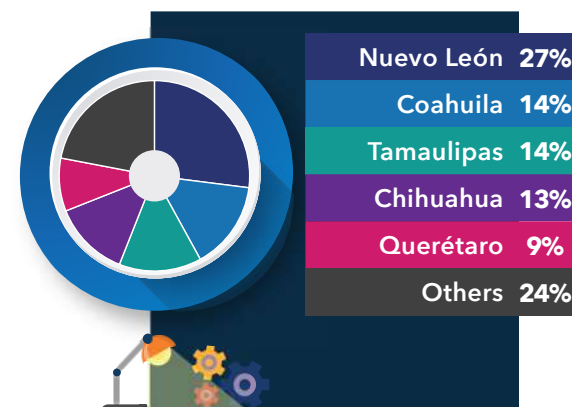 Nuevo León 27%
Coahuila 14%
Tamaulipas 14%
Chihuahua 13%
Querétaro 9%
Others 24%